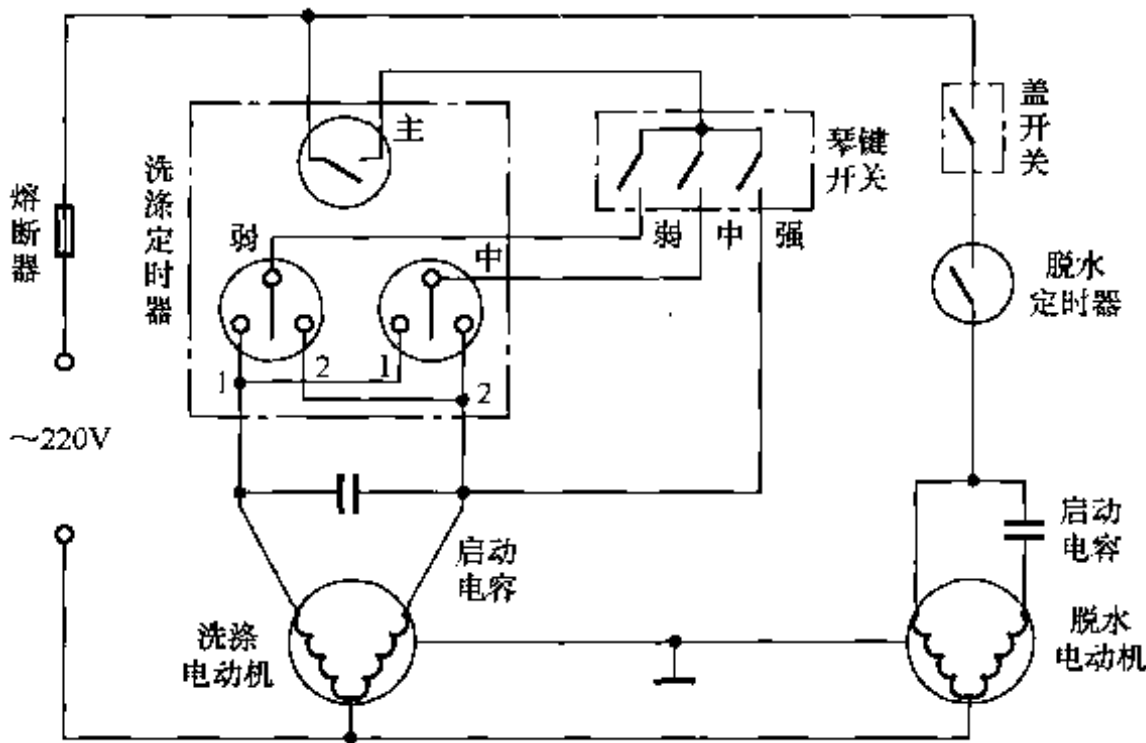 主
盖
开
关
琴键
开关
洗
涤
定
时
器
熔
断
器
弱
中
弱
中
强
脱水
定时器
1
2
1
2
～220V
启动
电容
启动
电容
洗涤
电动机
脱水
电动机